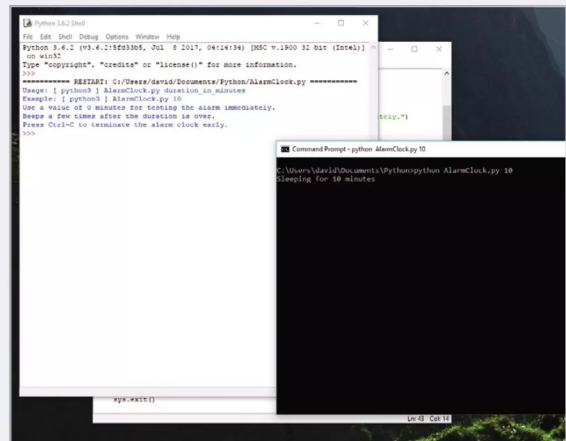 Python 3.6.2 Shell
File Edit Shell Debug Options Window Help
Python 3.6.2 (v3.6.2:5fd33b5, Jul 8 2017, 04:14:34) [MSC v.1900 32 bit (Intel)]
on win32
Type "copyright", "credits" or "license()" for more information.
>>>
=========== RESTART: C:/Users/david/Documents/Python/AlarmClock.py ===========
Usage: [ python3 ] AlarmClock.py duration_in_minutes
Example: [ python3 ] AlarmClock.py 10
Use a value of 0 minutes for testing the alarm immediately.
Beeps a few times after the duration is over.
Press Ctrl-C to terminate the alarm clock early.
>>>
tely.")
Command Prompt - python AlarmClock.py 10
C:\Users\david\Documents\Python>python AlarmClock.py 10
Sleeping for 10 minutes
sys.exit()
Ln: 43 Col: 14